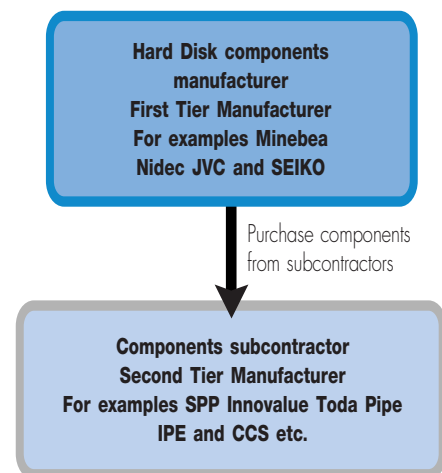 Hard Disk components
manufacturer
First Tier Manufacturer
For examples Minebea
Nidec JVC and SEIKO
Purchase components
from subcontractors
Components subcontractor
Second Tier Manufacturer
For examples SPP Innovalue Toda Pipe
IPE and CCS etc.